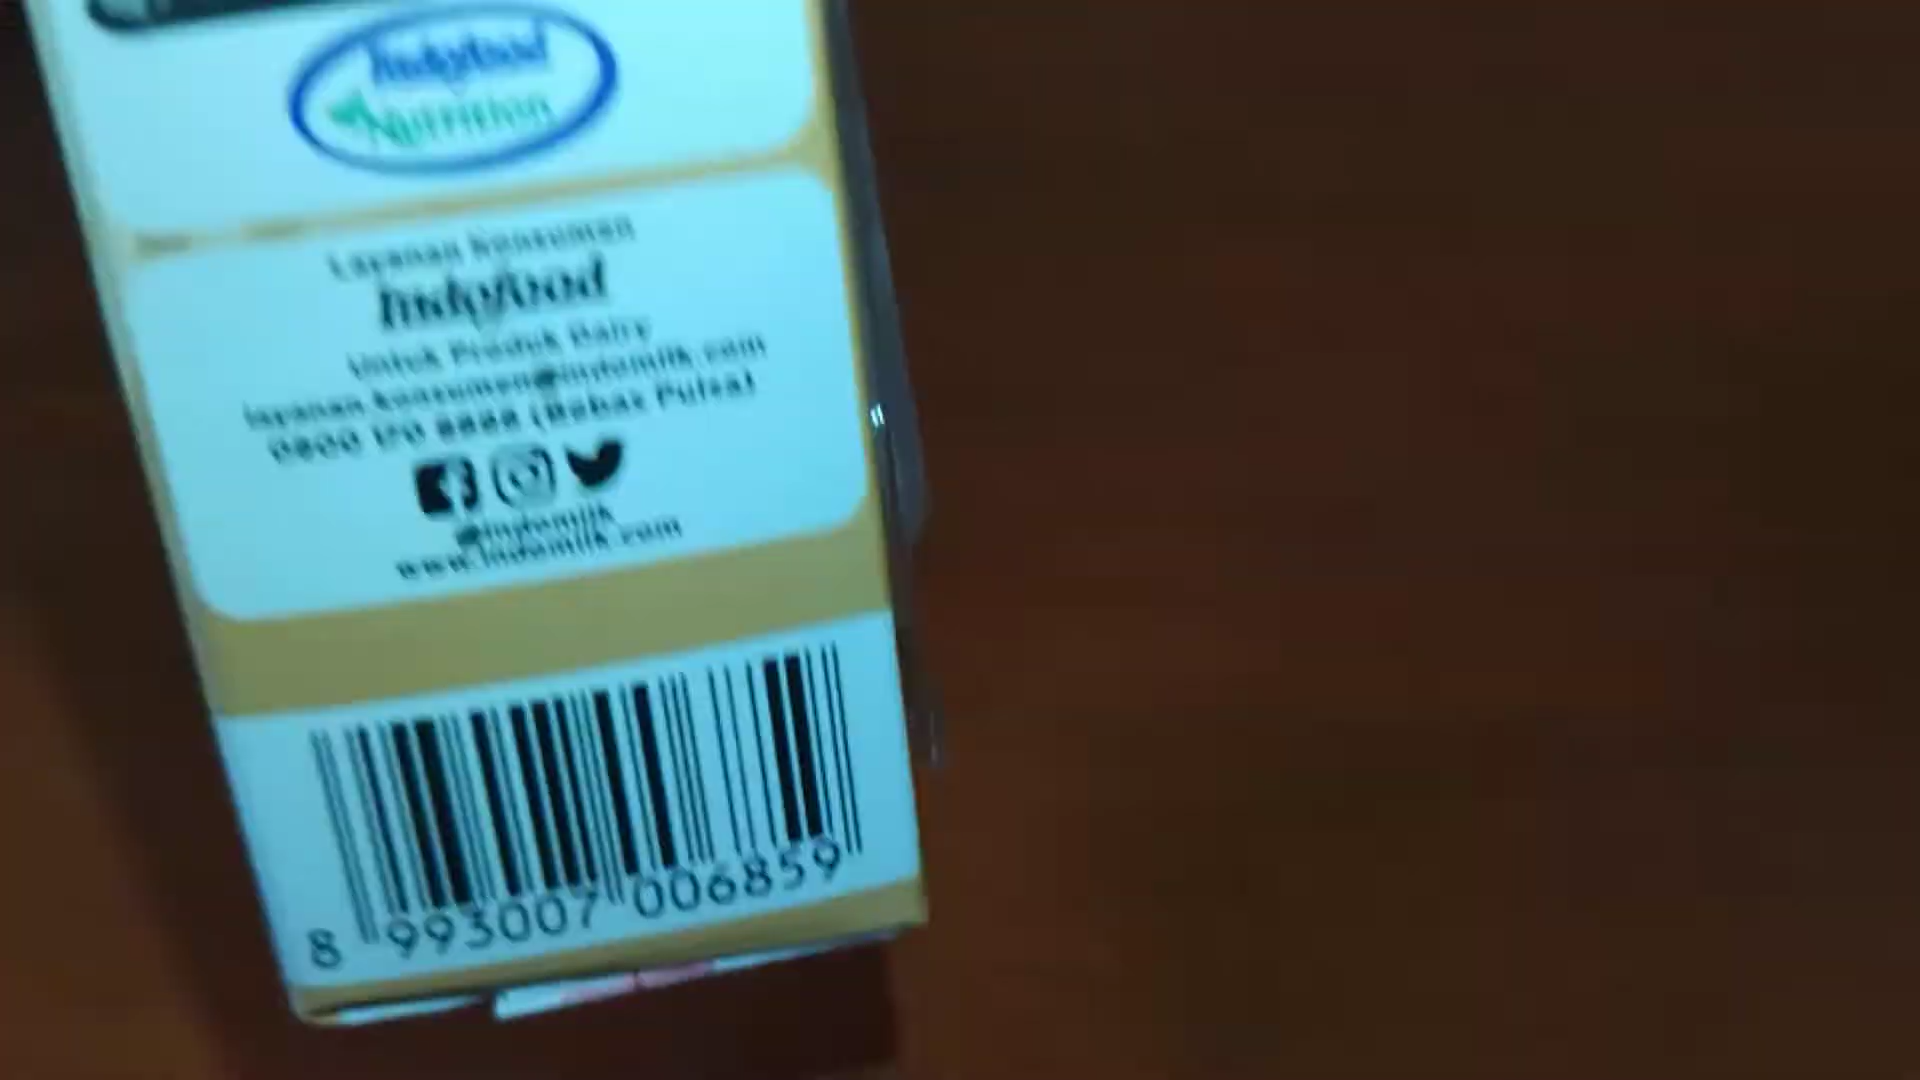 Indofood
Nutrition
Layanan Konsumen
Indofood
Untuk Produk Dairy
layanan.konsumen@indomilk.com
0800 170 8888 (Bebas Pulsa)
@indomilk
www.indomilk.com
8 993007 006859